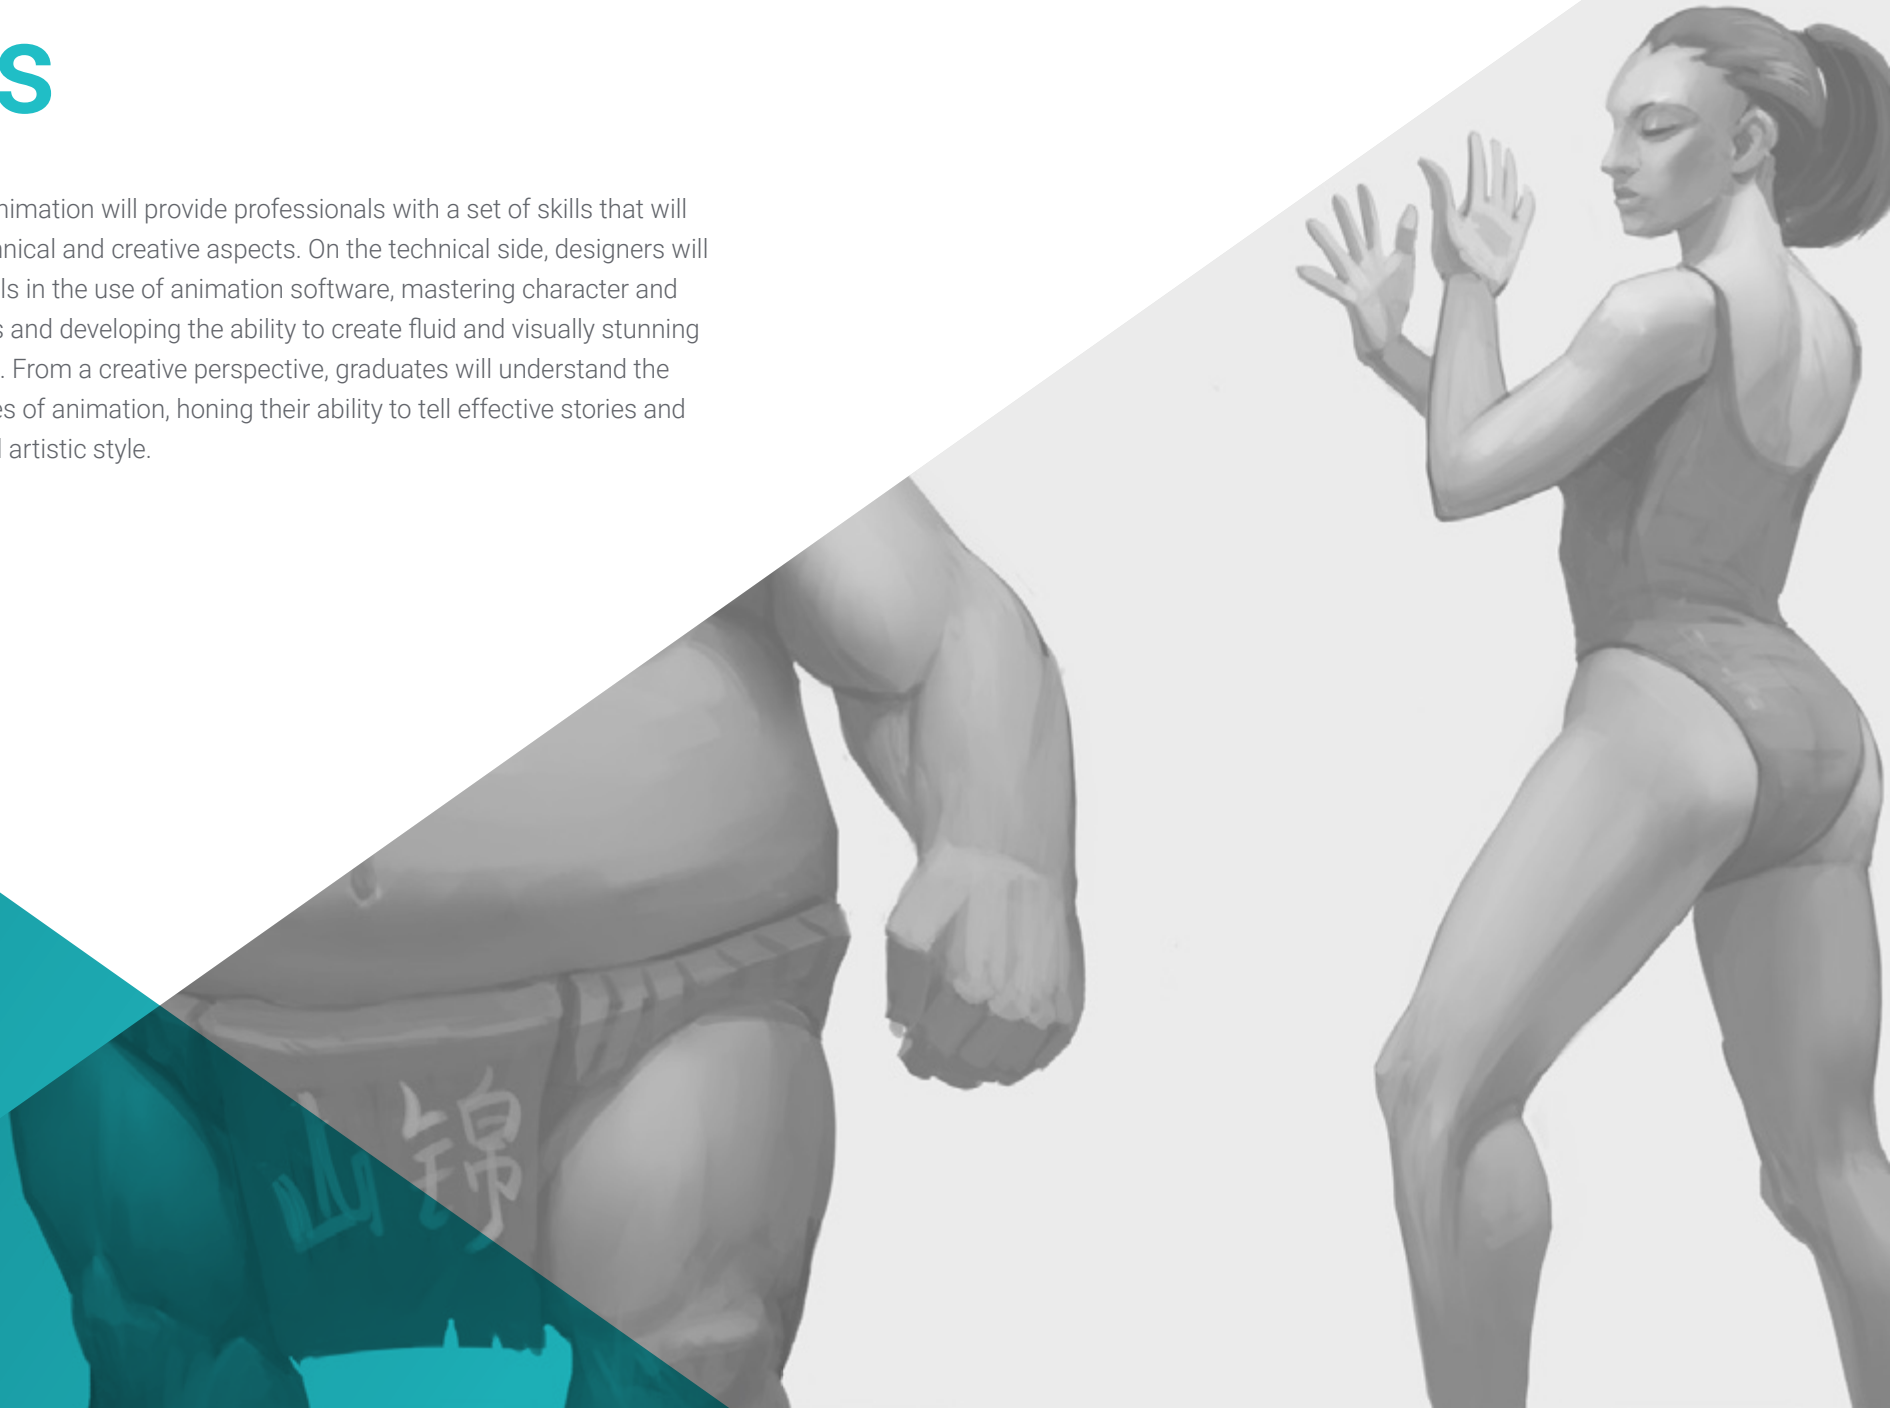 s
nimation will provide professionals with a set of skills that will
nical and creative aspects. On the technical side, designers will
ls in the use of animation software, mastering character and
s and developing the ability to create fluid and visually stunning
. From a creative perspective, graduates will understand the
es of animation, honing their ability to tell effective stories and
l artistic style.
山锦